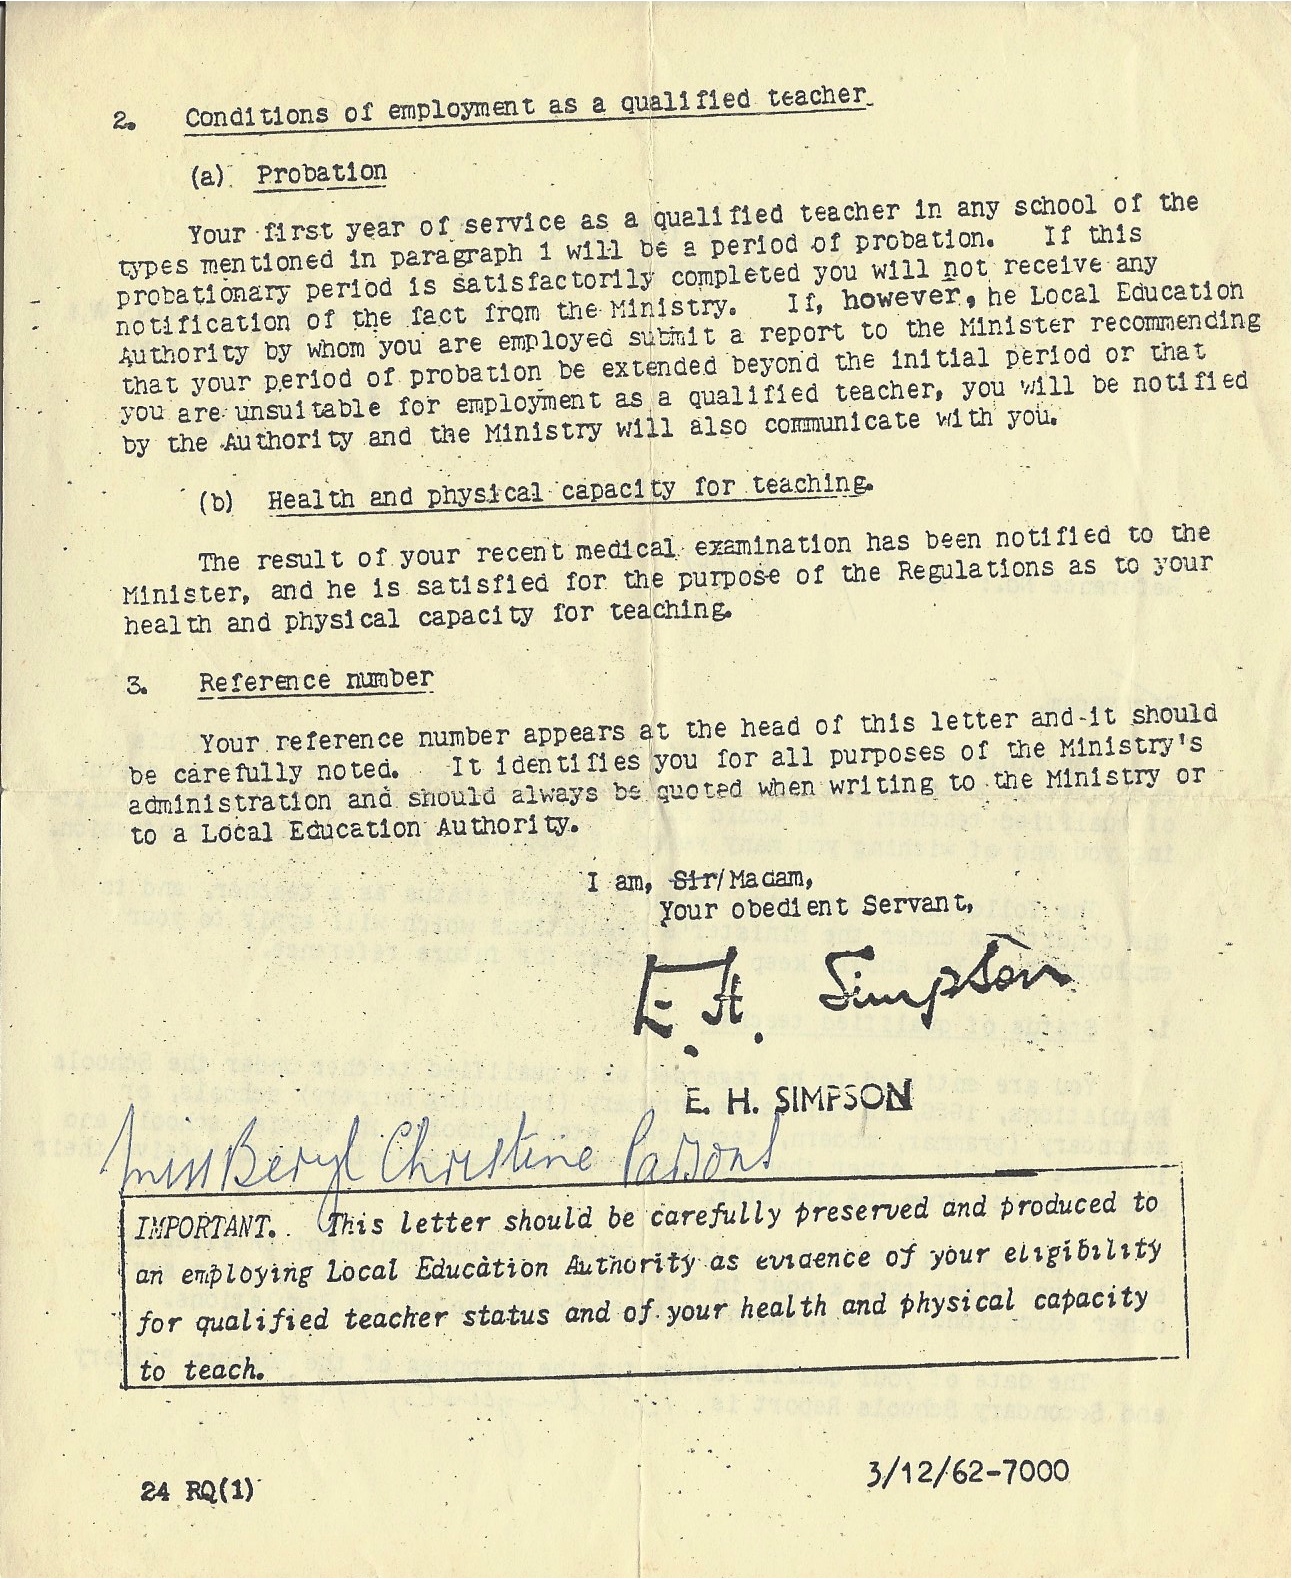 2. Conditions of employment as a qualified teacher
(a) Probation
Your first year of service as a qualified teacher in any school of the
types mentioned in paragraph 1 will be a period of probation. If this
probationary period is satisfactorily completed you will not receive any
notification of the fact from the Ministry. If, however, he Local Education
Authority by whom you are employed submit a report to the Minister recommending
that your period of probation be extended beyond the initial period or that
you are unsuitable for employment as a qualified teacher, you will be notified
by the Authority and the Ministry will also communicate with you.
(b) Health and physical capacity for teaching.
The result of your recent medical examination has been notified to the
Minister, and he is satisfied for the purpose of the Regulations as to your
health and physical capacity for teaching.
3. Reference number
Your reference number appears at the head of this letter and it should
be carefully noted. It identifies you for all purposes of the Ministry's
administration and should always be quoted when writing to the Ministry or
to a Local Education Authority.
I am, Sir/Madam,
Your obedient Servant,
E. H. Simpson
E. H. SIMPSON
Miss Beryl Christine Parsons
IMPORTANT. This letter should be carefully preserved and produced to
an employing Local Education Authority as evidence of your eligibility
for qualified teacher status and of your health and physical capacity
to teach.
24 RQ(1)
3/12/62-7000